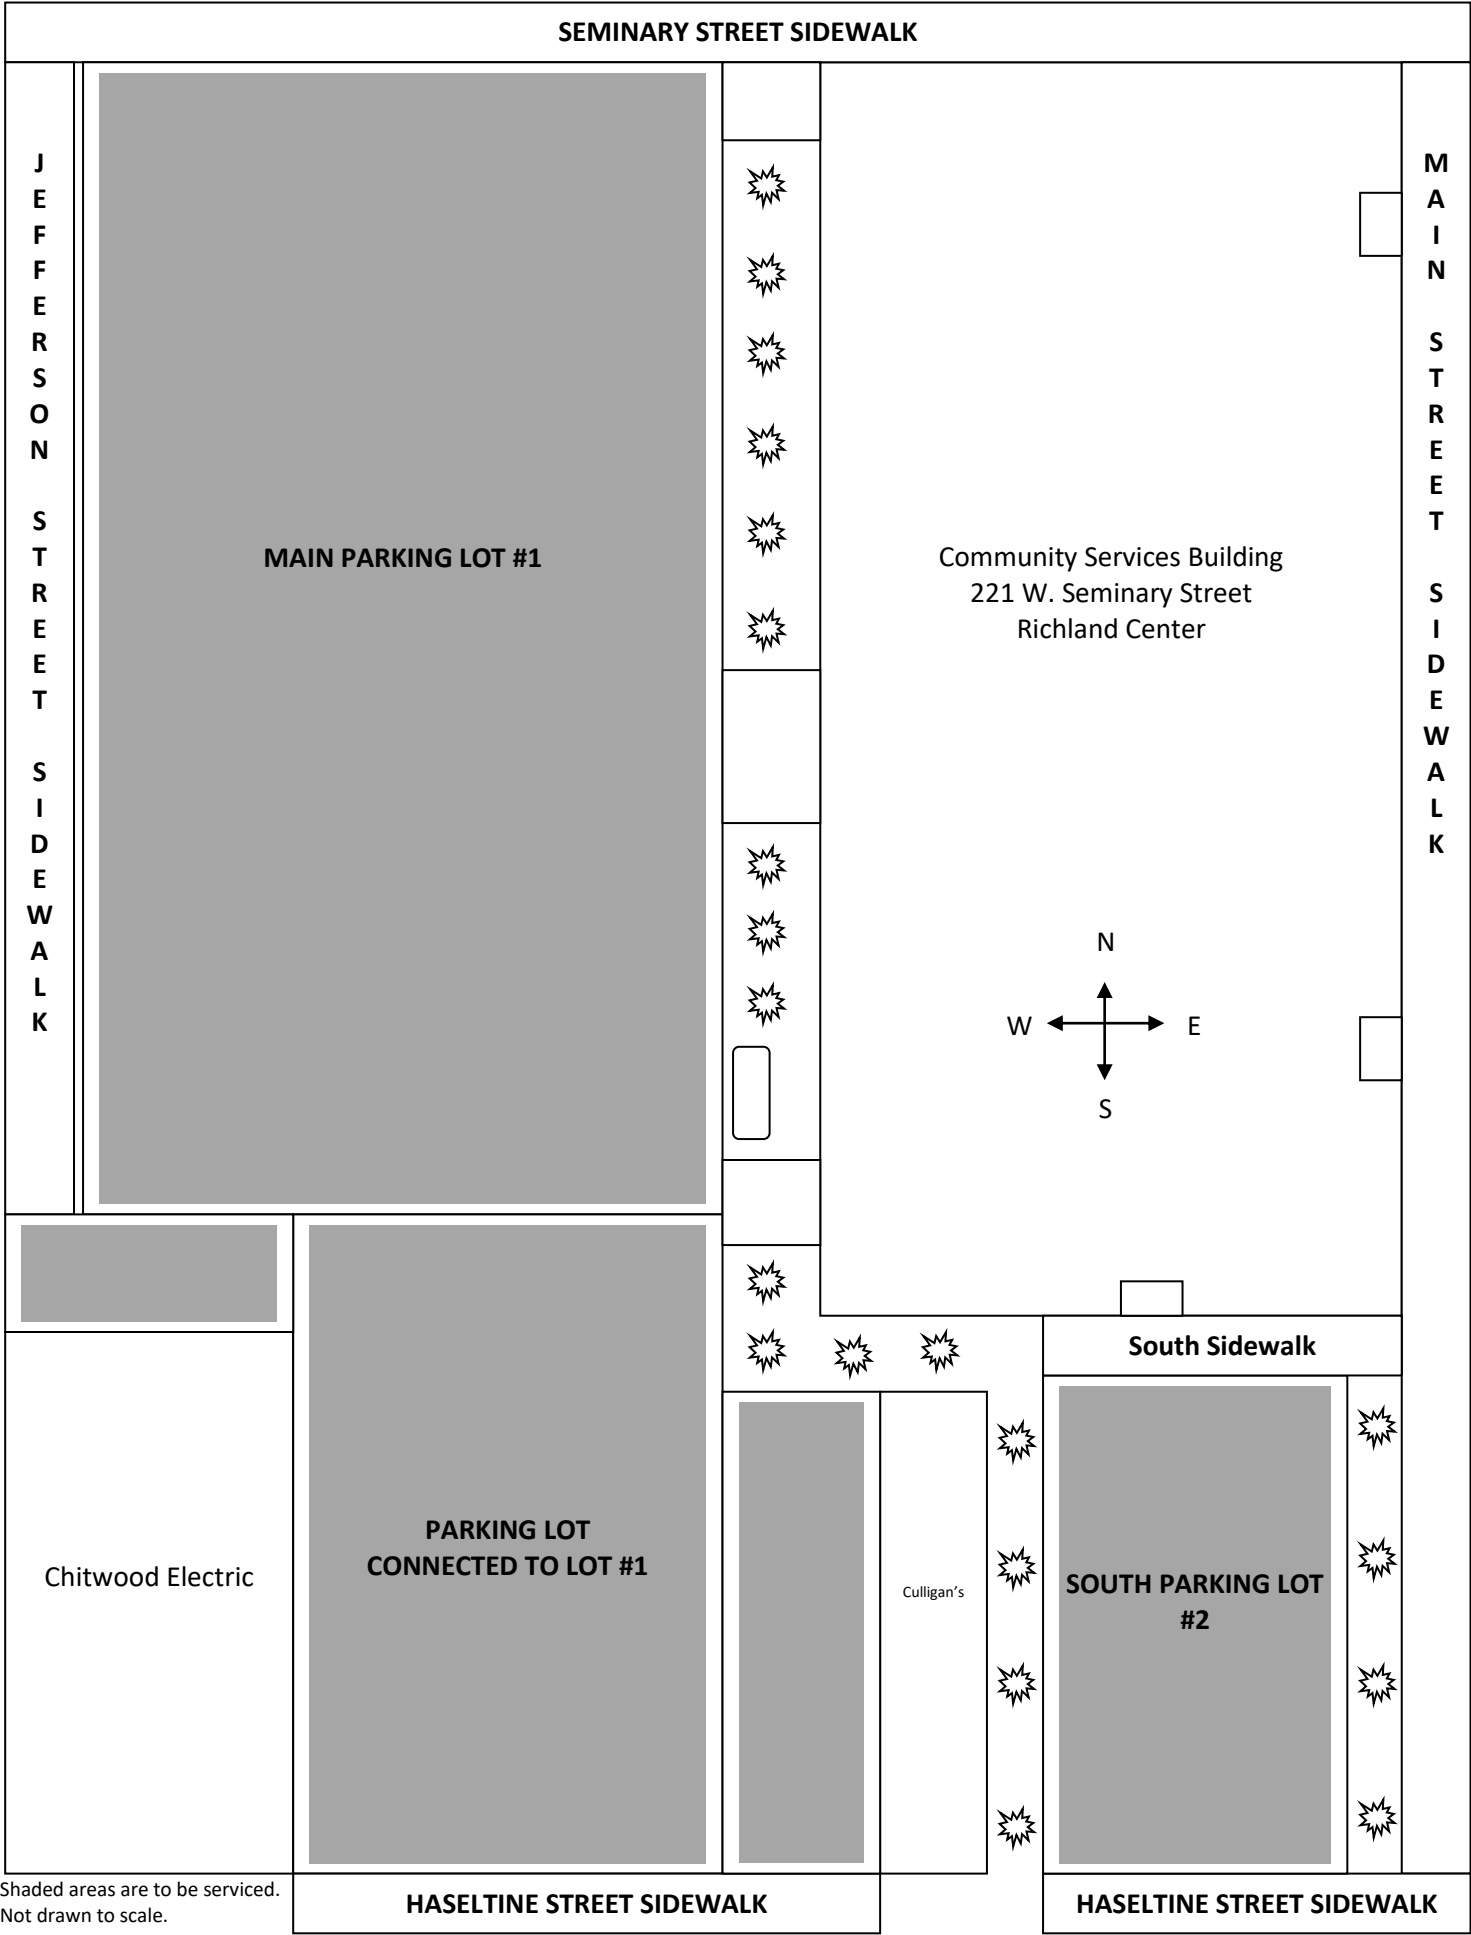 SEMINARY STREET SIDEWALK
JEFFERSON STREET SIDEWALK
MAIN STREET SIDEWALK
MAIN PARKING LOT #1
Community Services Building
221 W. Seminary Street
Richland Center
N
W E
S
South Sidewalk
Chitwood Electric
PARKING LOT
CONNECTED TO LOT #1
Culligan's
SOUTH PARKING LOT
#2
Shaded areas are to be serviced.
Not drawn to scale.
HASELTINE STREET SIDEWALK
HASELTINE STREET SIDEWALK